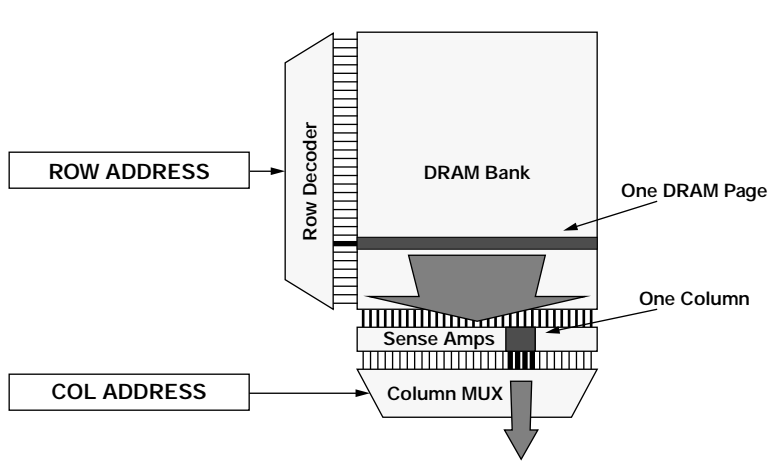 ROW ADDRESS
Row Decoder
DRAM Bank
One DRAM Page
One Column
Sense Amps
COL ADDRESS
Column MUX